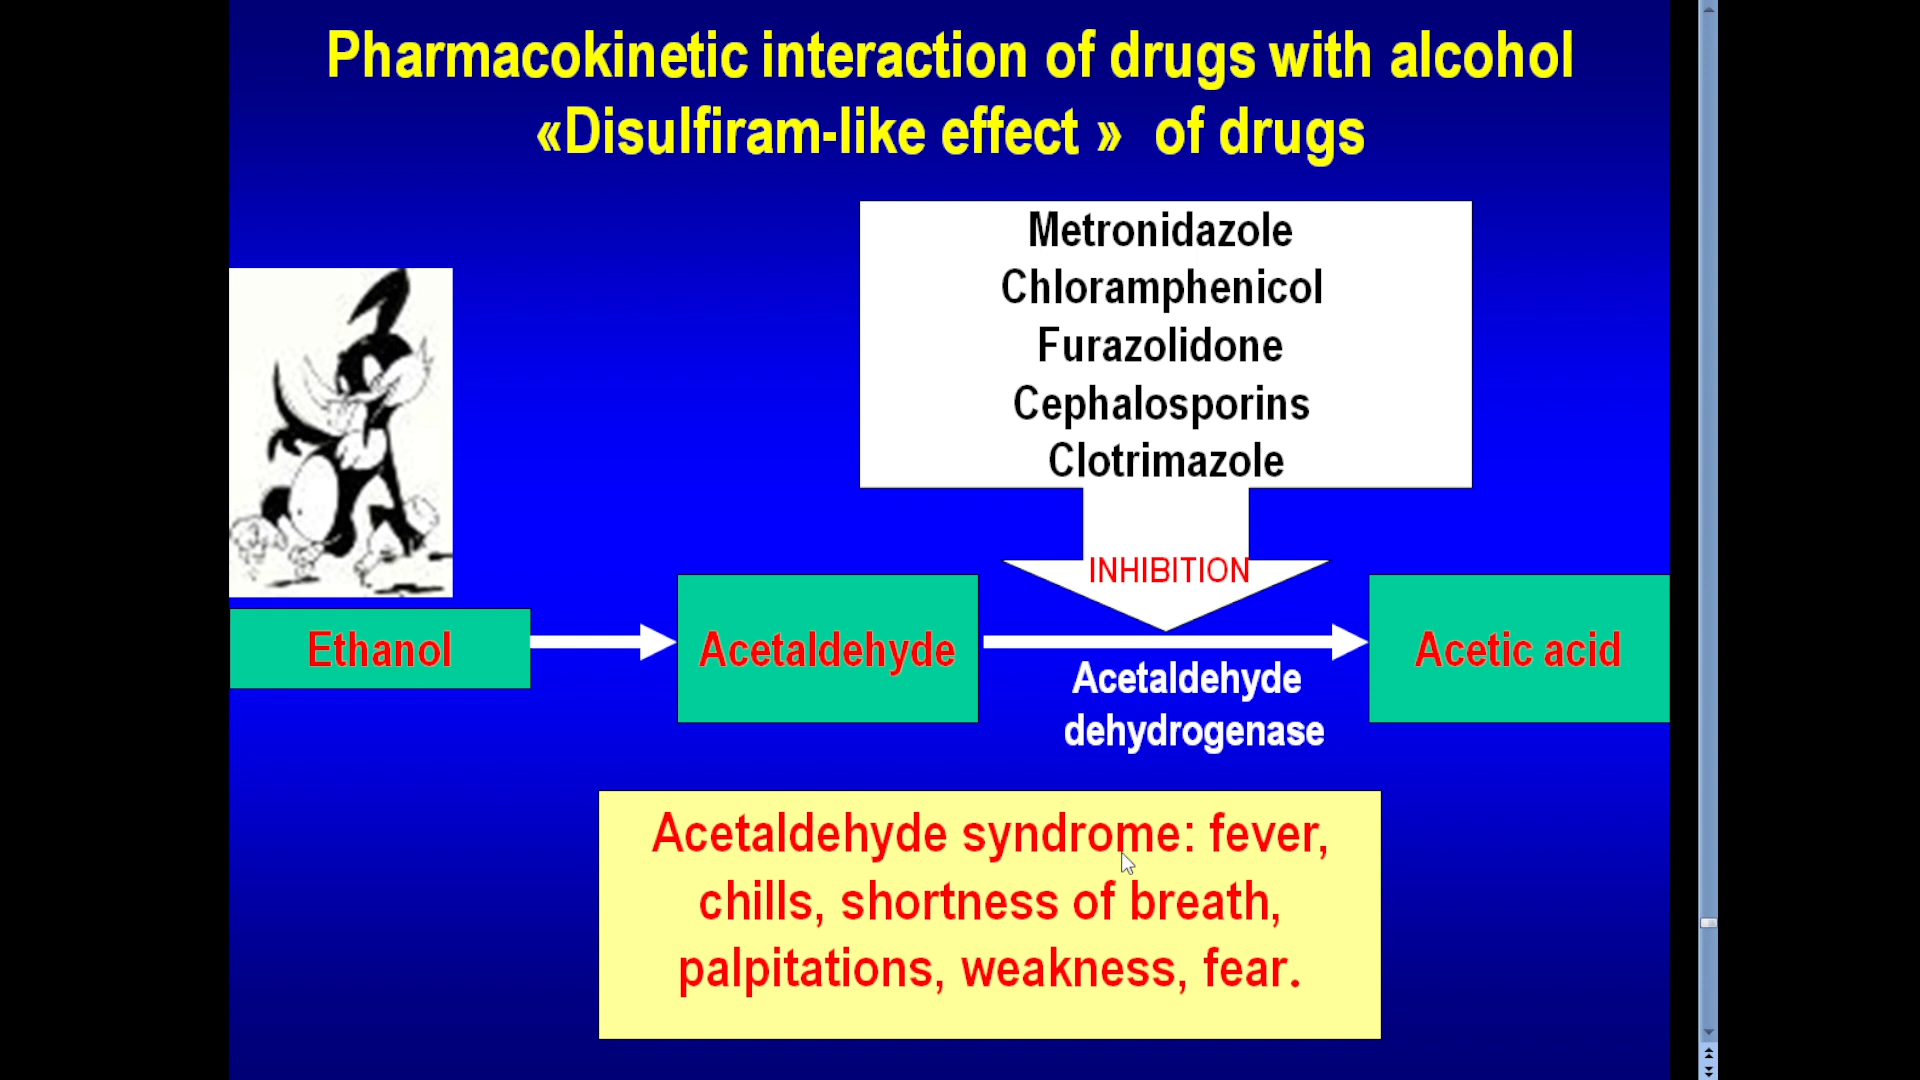 Pharmacokinetic interaction of drugs with alcohol
«Disulfiram-like effect »  of drugs
Metronidazole
Chloramphenicol
Furazolidone
Cephalosporins
Clotrimazole
INHIBITION
Ethanol
Acetaldehyde
Acetic acid
Acetaldehyde
dehydrogenase
Acetaldehyde syndrome: fever,
chills, shortness of breath,
palpitations, weakness, fear.